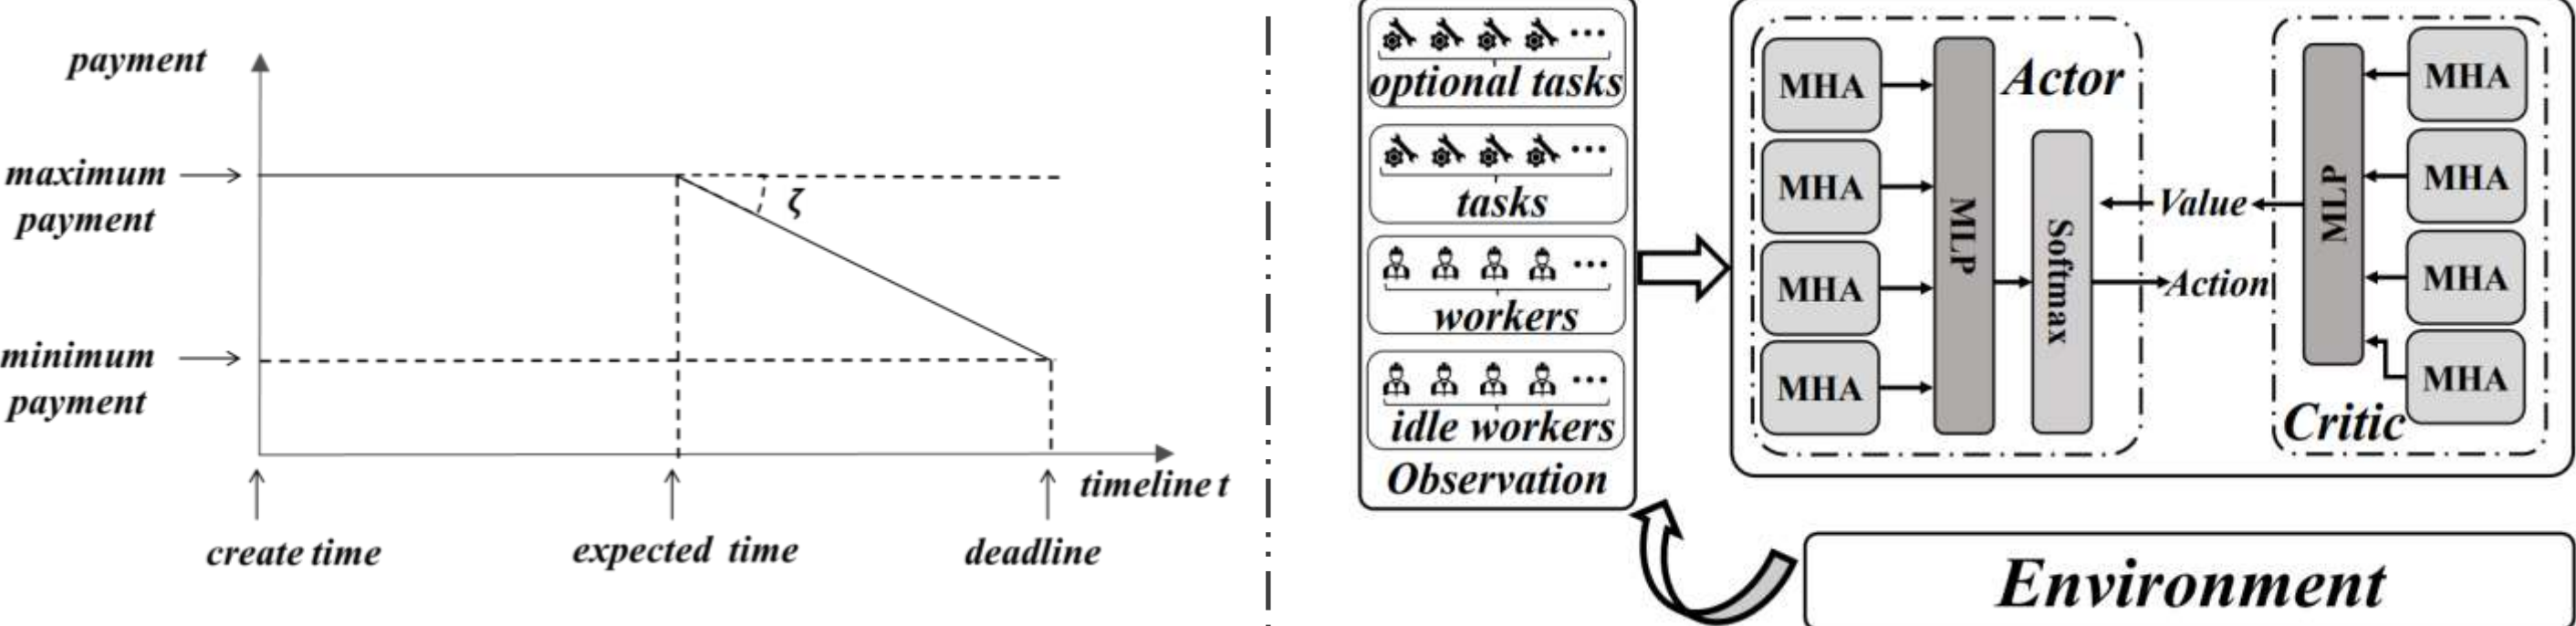 payment
maximum
payment
ζ
minimum
payment
timeline t
create time
expected time
deadline
optional tasks
tasks
workers
idle workers
Observation
MHA
MHA
MHA
MHA
MLP
Actor
Softmax
Value
Action
MLP
MHA
MHA
MHA
MHA
Critic
Environment